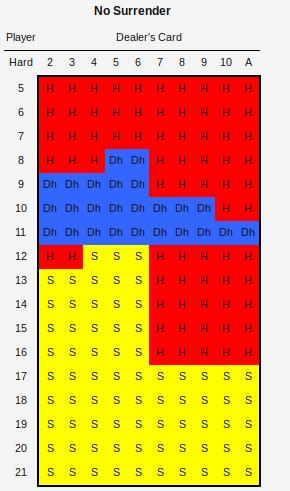 No Surrender
Player Dealer's Card
Hard 2 3 4 5 6 7 8 9 10 A
5 H H H H H H H H H H
6 H H H H H H H H H H
7 H H H H H H H H H H
8 H H H Dh Dh H H H H H
9 Dh Dh Dh Dh Dh H H H H H
10 Dh Dh Dh Dh Dh Dh Dh Dh H H
11 Dh Dh Dh Dh Dh Dh Dh Dh Dh Dh
12 H H S S S H H H H H
13 S S S S S H H H H H
14 S S S S S H H H H H
15 S S S S S H H H H H
16 S S S S S H H H H H
17 S S S S S S S S S S
18 S S S S S S S S S S
19 S S S S S S S S S S
20 S S S S S S S S S S
21 S S S S S S S S S S